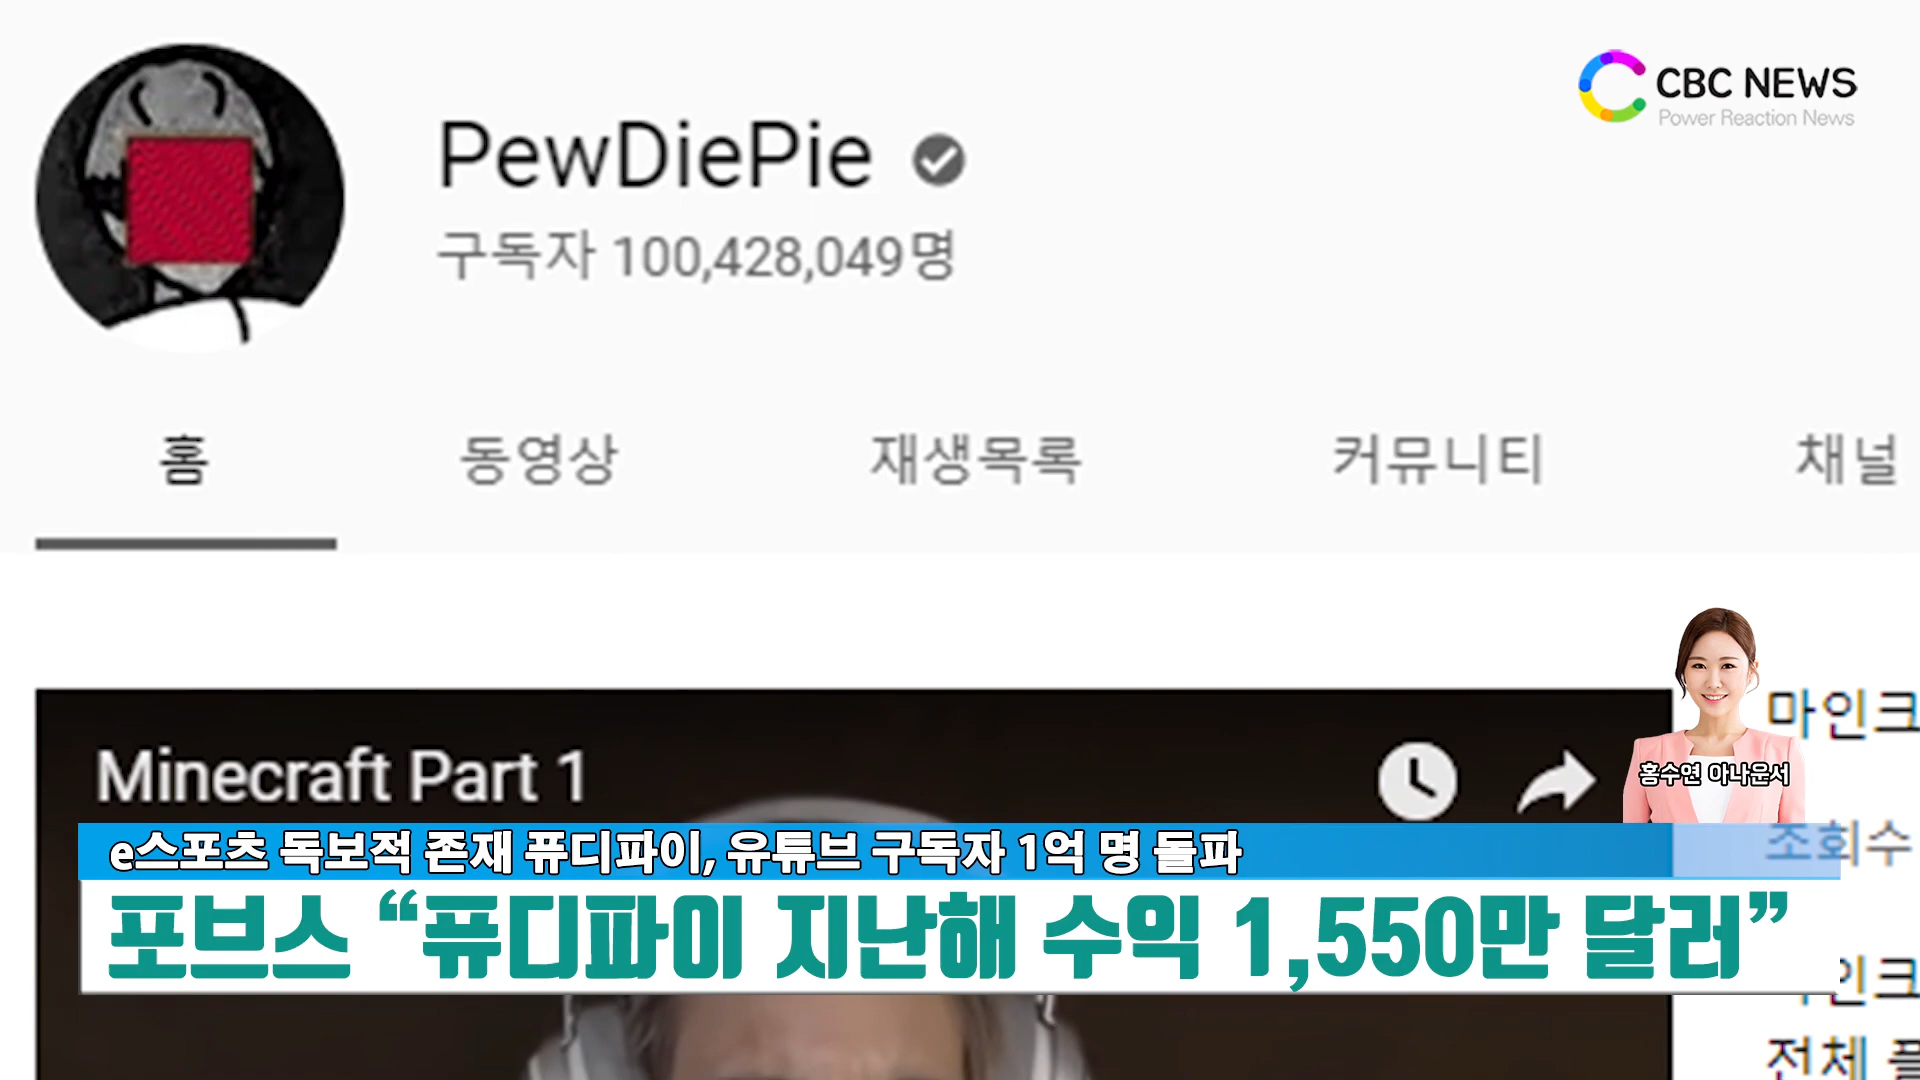 CBC NEWS
Power Reaction News
PewDiePie
구독자 100,428,049명
홈 동영상 재생목록 커뮤니티 채널
마인크
Minecraft Part 1
홍수연 아나운서
조회수
e스포츠 독보적 존재 퓨디파이, 유튜브 구독자 1억 명 돌파
포브스 “퓨디파이 지난해 수익 1,550만 달러”
전체